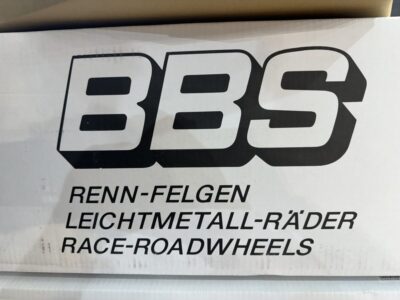 BBS
RENN-FELGEN
LEICHTMETALL-RÄDER
RACE-ROADWHEELS